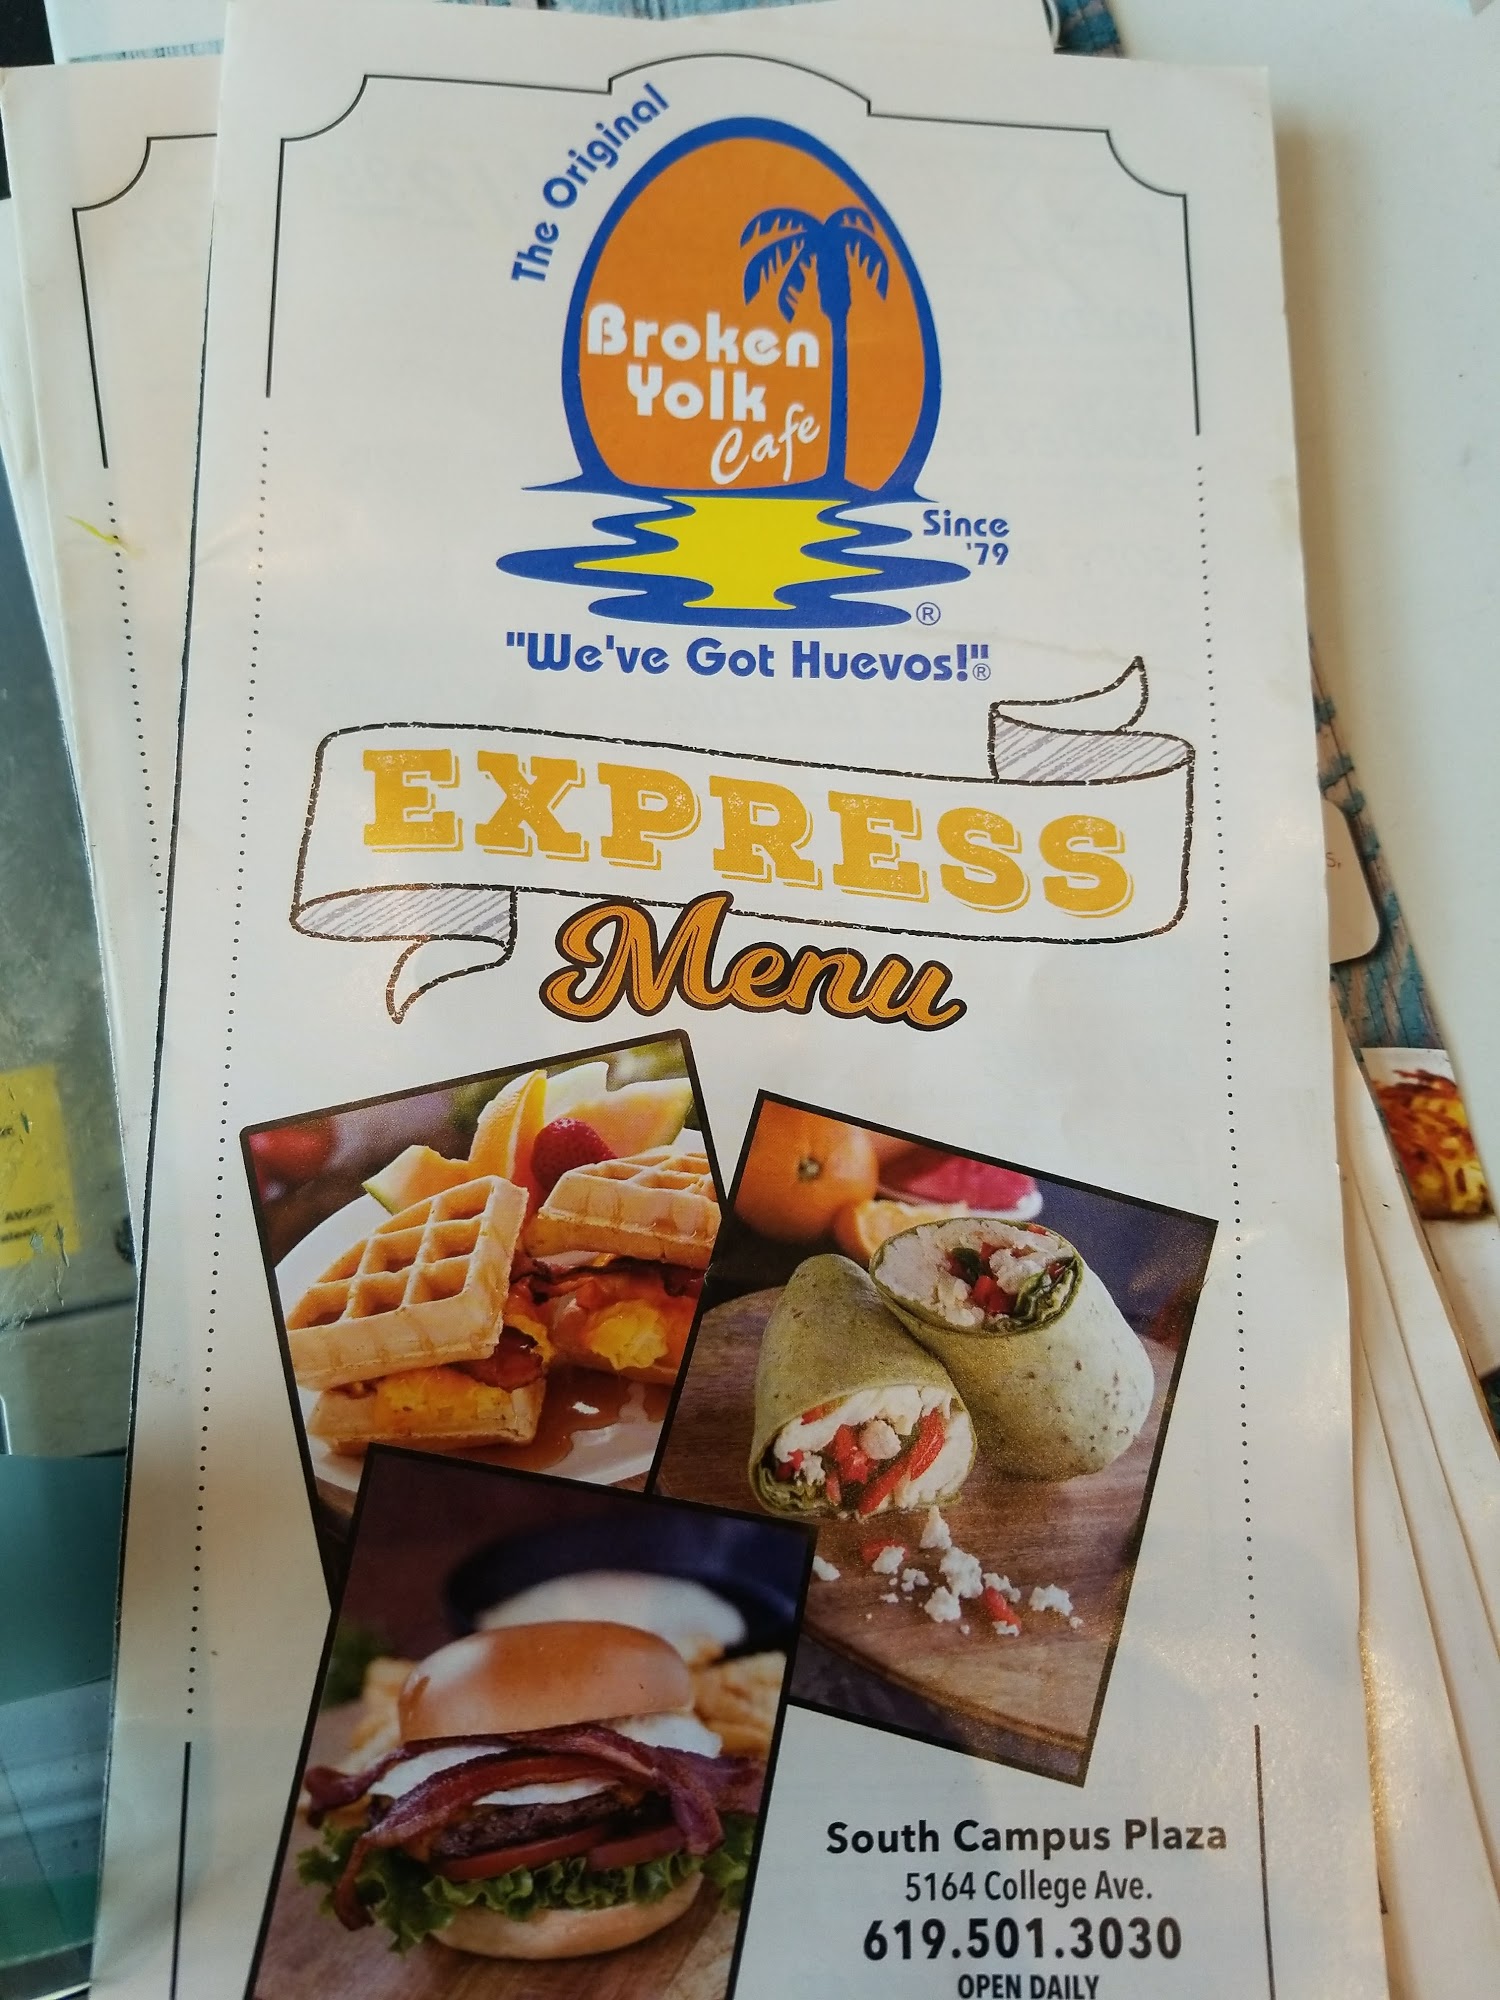 The Original
Broken
Yolk
Cafe
Since
'79
®
"We've Got Huevos!"®
EXPRESS
Menu
South Campus Plaza
5164 College Ave.
619.501.3030
OPEN DAILY